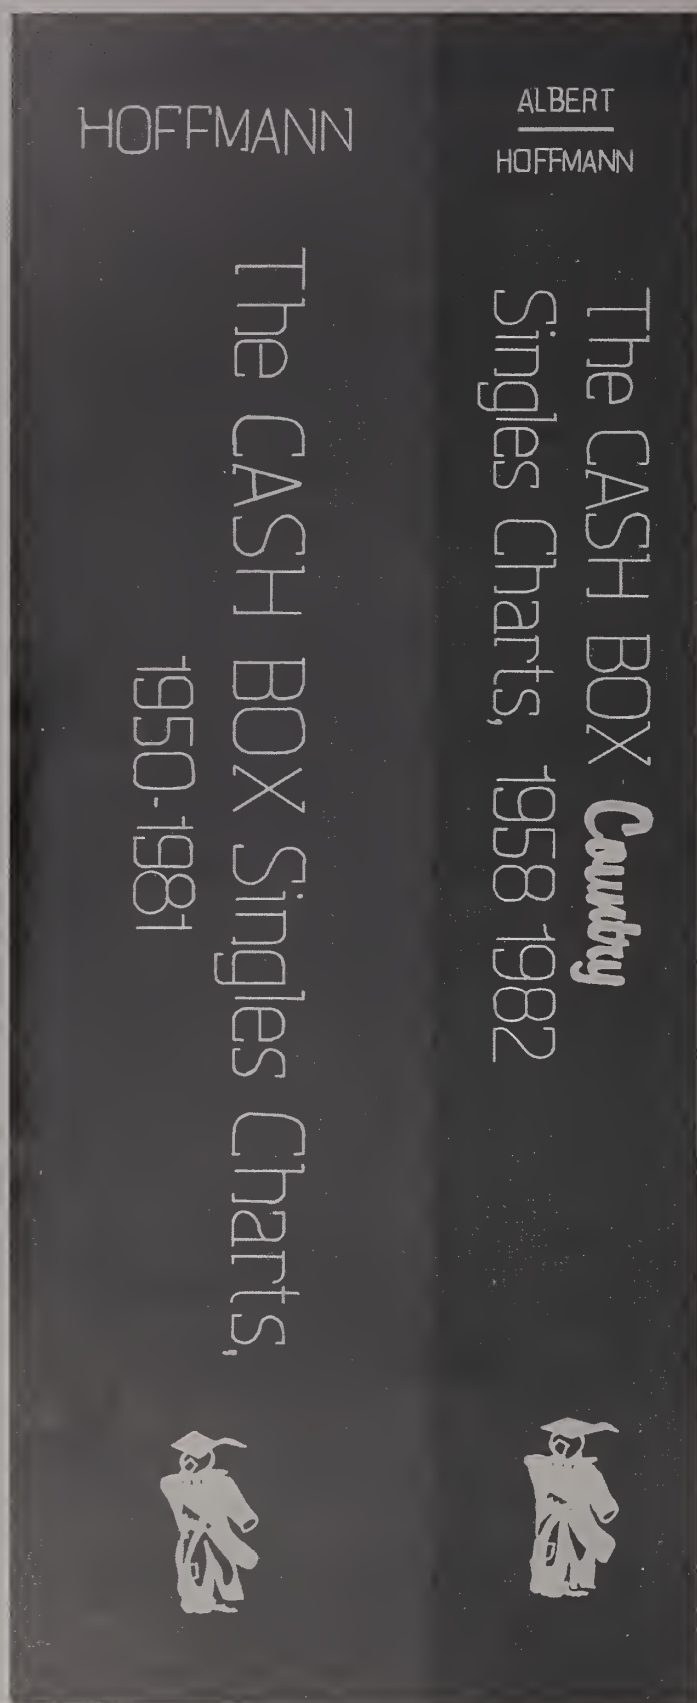 HOFFMANN
The CASH BOX Singles Charts,
1950-1981
ALBERT
HOFFMANN
The CASH BOX Country
Singles Charts, 1958 1982